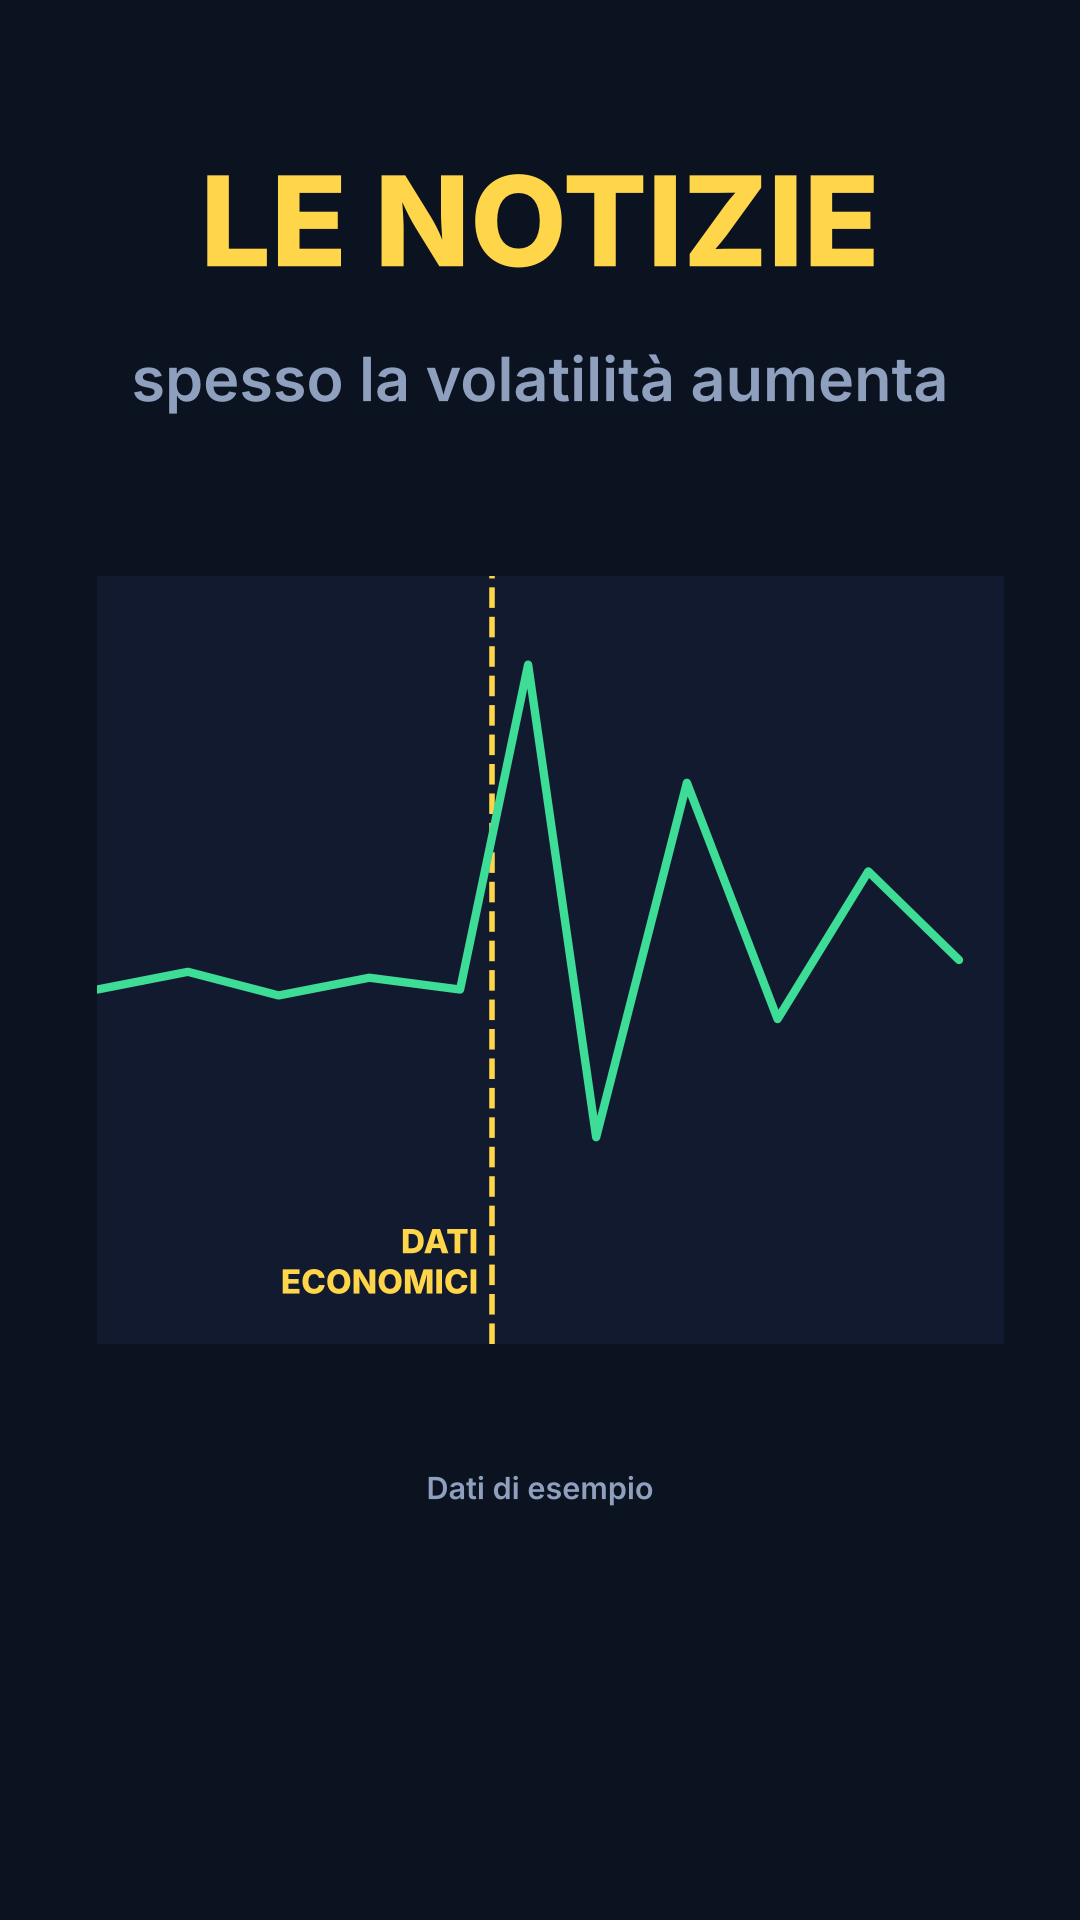 LE NOTIZIE
spesso la volatilità aumenta
DATI
ECONOMICI
Dati di esempio